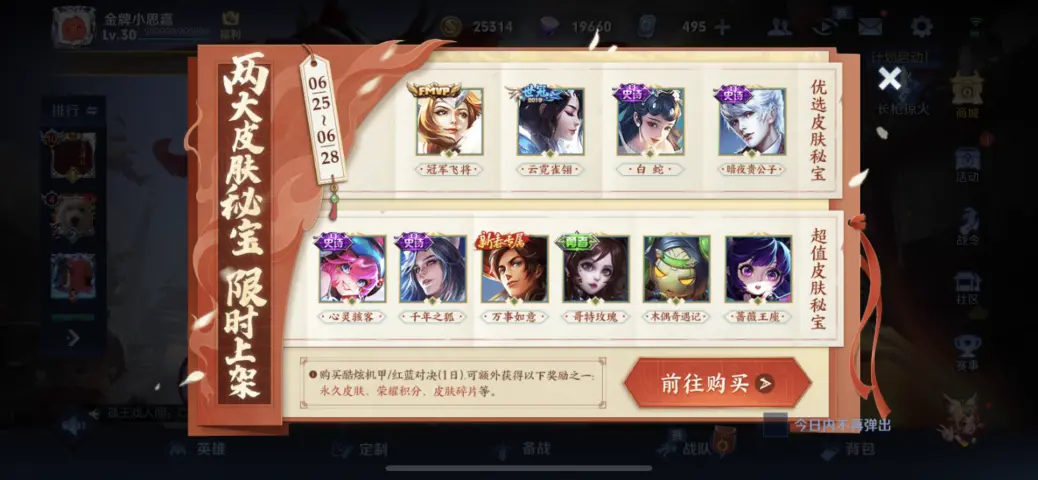 金牌小恩嘉
Lv.30
25314
19660
495
两大皮肤秘宝 限时上架
06
25
~
06
28
优选皮肤秘宝
FMVP
世冠
2019
史诗
史诗
冠军飞将
云霓雀翎
白蛇
暗夜贵公子
超值皮肤秘宝
史诗
史诗
新春专属
勇者
心灵骇客
千年之狐
万事如意
哥特玫瑰
木偶奇遇记
蔷薇王座
购买酷炫机甲/红蓝对决(1日),可额外获得以下奖励之一:
永久皮肤、荣耀积分、皮肤碎片等。
前往购买
今日内不再弹出
排行
商城
活动
战令
社区
赛事
英雄
定制
备战
战队
背包